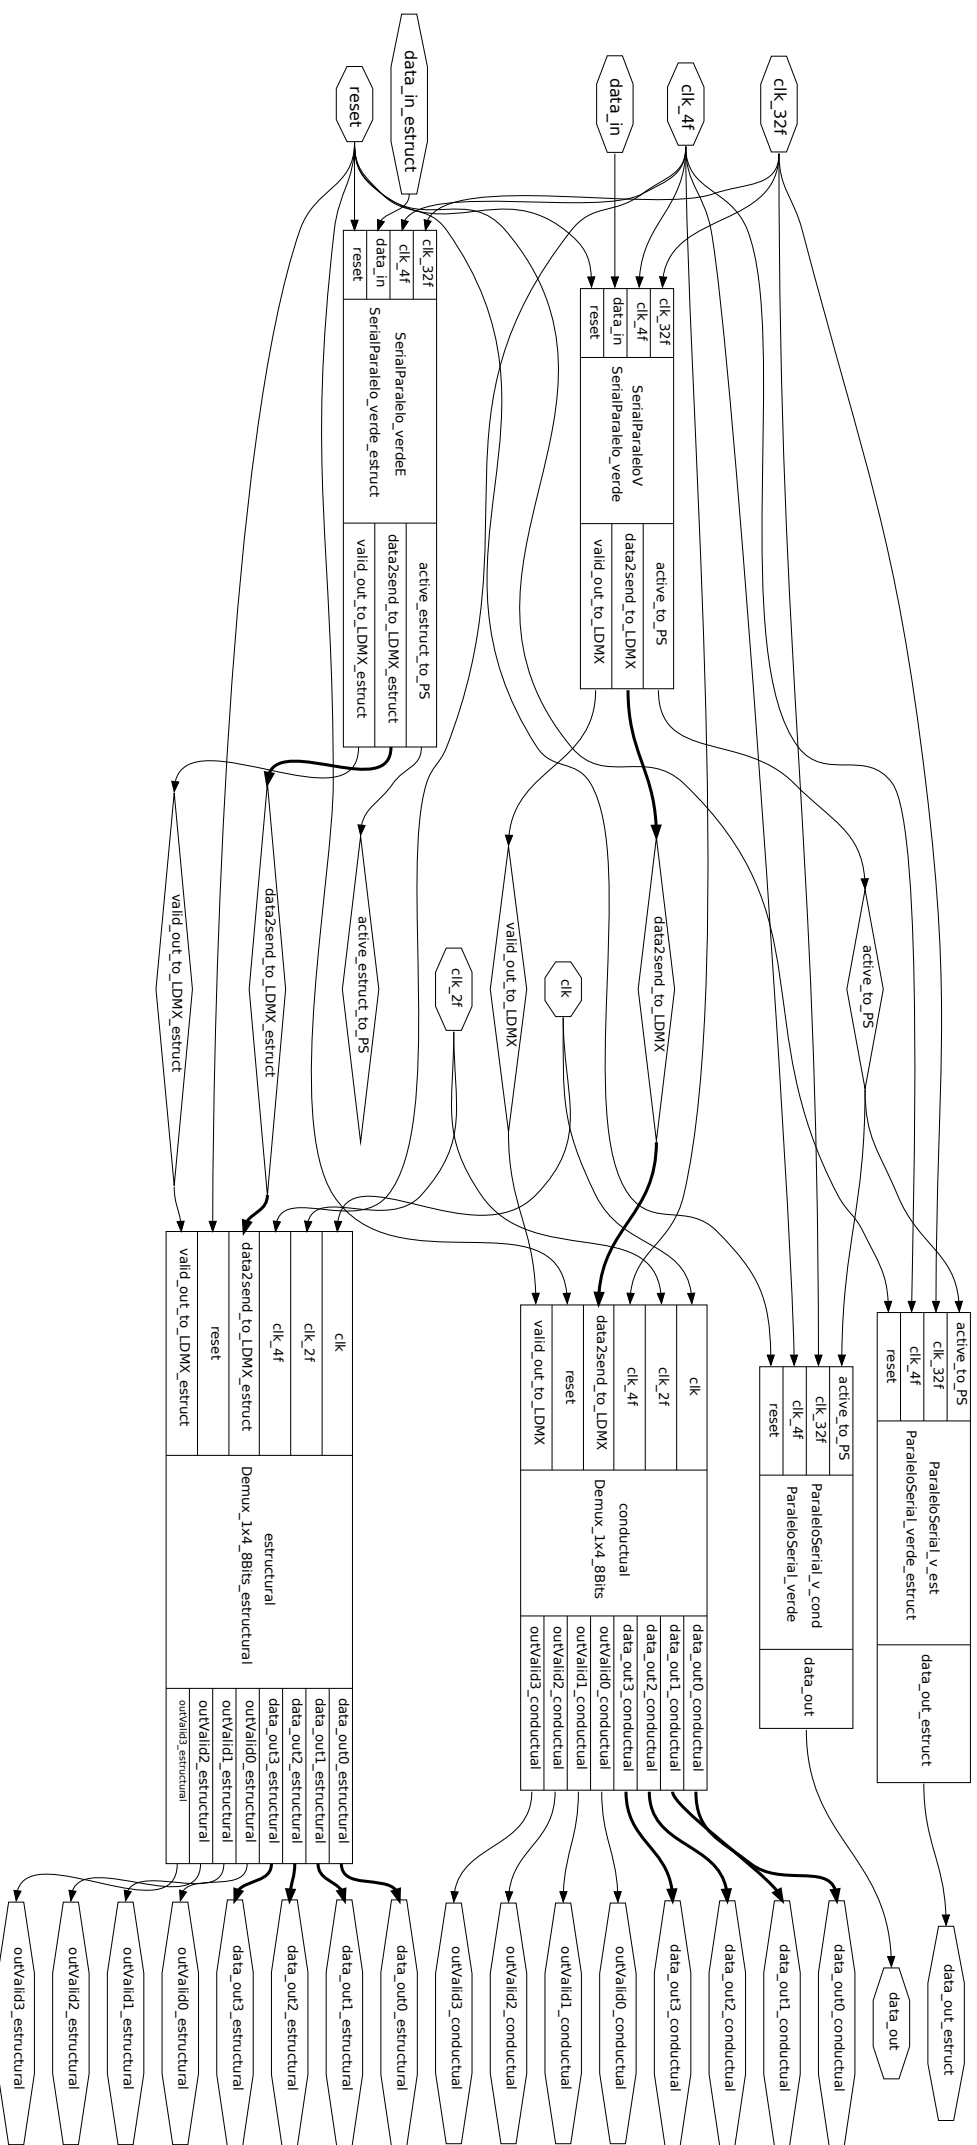 clk_32f
clk_4f
data_in
data_in_estruct
reset
clk_32f
clk_4f
data_in
reset
SerialParaleloV
SerialParalelo_verde
active_to_PS
data2send_to_LDMX
valid_out_to_LDMX
clk_32f
clk_4f
data_in
reset
SerialParalelo_verdeE
SerialParalelo_verde_estruct
active_estruct_to_PS
data2send_to_LDMX_estruct
valid_out_to_LDMX_estruct
active_to_PS
data2send_to_LDMX
clk
valid_out_to_LDMX
clk_2f
active_estruct_to_PS
data2send_to_LDMX_estruct
valid_out_to_LDMX_estruct
active_to_PS
clk_32f
clk_4f
reset
ParaleloSerial_v_est
ParaleloSerial_verde_estruct
data_out_estruct
active_to_PS
clk_32f
clk_4f
reset
ParaleloSerial_v_cond
ParaleloSerial_verde
data_out
clk
clk_2f
clk_4f
data2send_to_LDMX
reset
valid_out_to_LDMX
conductual
Demux_1x4_8Bits
data_out0_conductual
data_out1_conductual
data_out2_conductual
data_out3_conductual
outValid0_conductual
outValid1_conductual
outValid2_conductual
outValid3_conductual
clk
clk_2f
clk_4f
data2send_to_LDMX_estruct
reset
valid_out_to_LDMX_estruct
estructural
Demux_1x4_8Bits_estructural
data_out0_estructural
data_out1_estructural
data_out2_estructural
data_out3_estructural
outValid0_estructural
outValid1_estructural
outValid2_estructural
outValid3_estructural
data_out_estruct
data_out
data_out0_conductual
data_out1_conductual
data_out2_conductual
data_out3_conductual
outValid0_conductual
outValid1_conductual
outValid2_conductual
outValid3_conductual
data_out0_estructural
data_out1_estructural
data_out2_estructural
data_out3_estructural
outValid0_estructural
outValid1_estructural
outValid2_estructural
outValid3_estructural